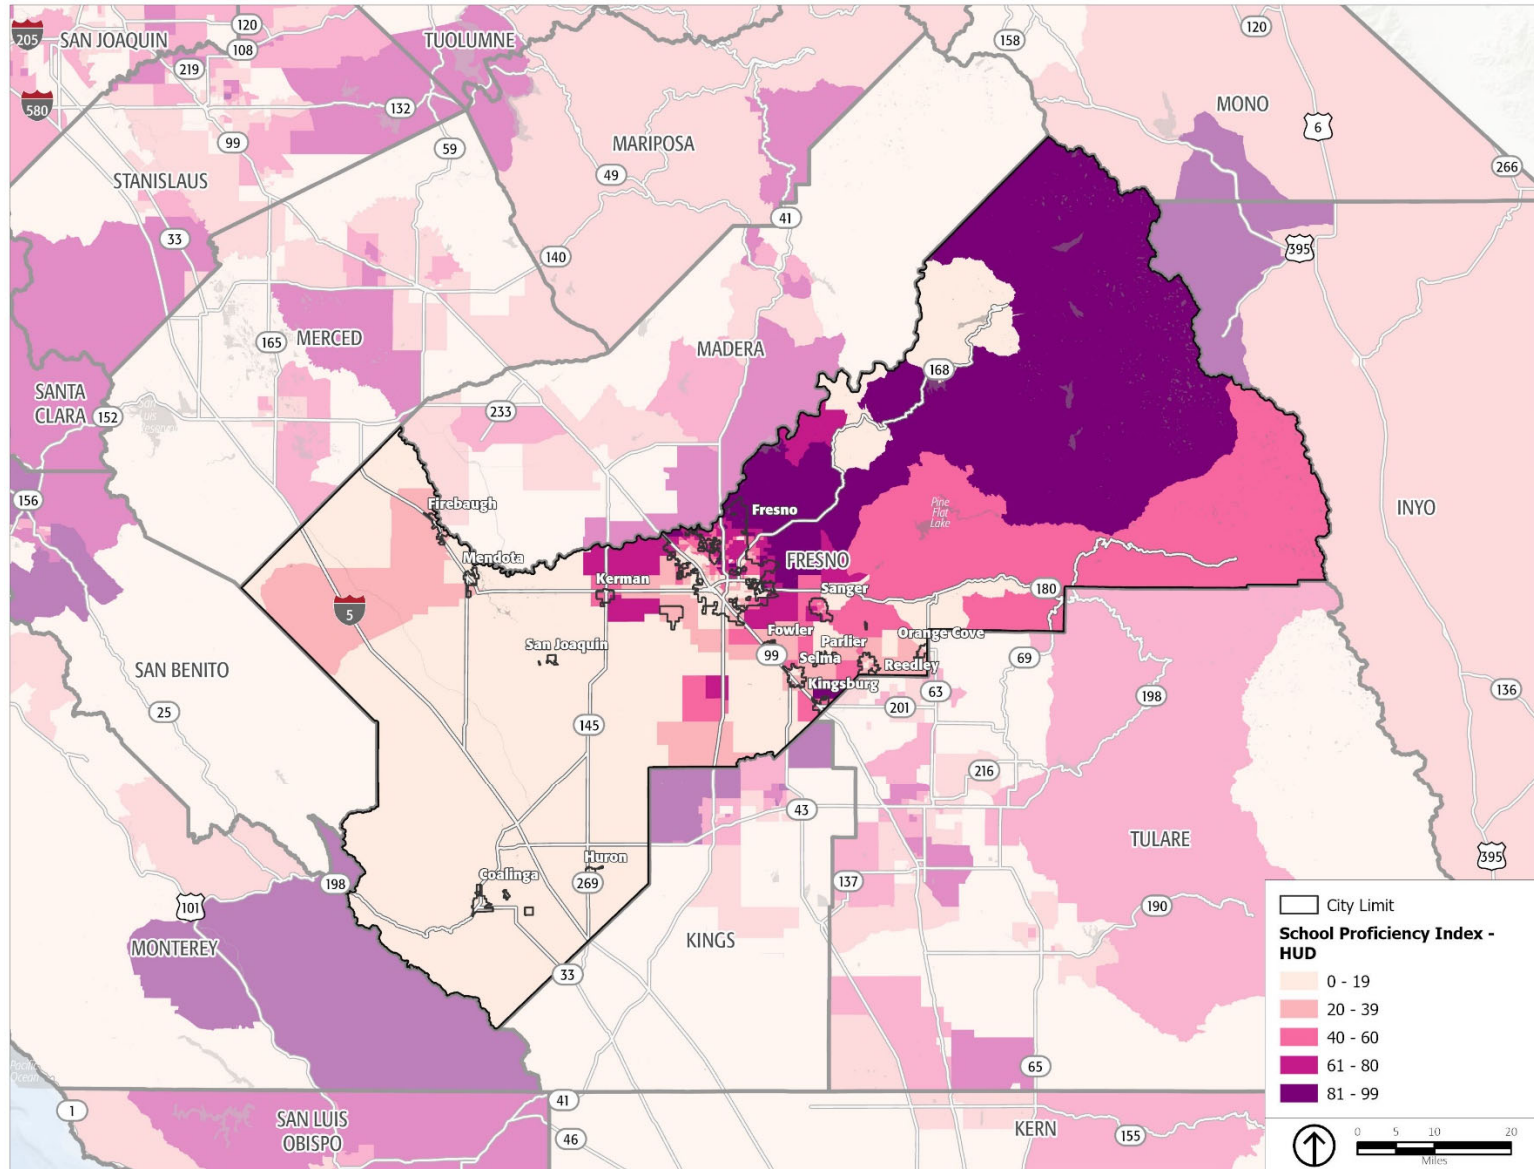 205
SAN JOAQUIN
120
108
219
TUOLUMNE
158
120
580
132
MONO
6
99
59
MARIPOSA
266
STANISLAUS
49
33
41
140
395
165
MERCED
MADERA
168
SANTA
CLARA
152
233
156
Firebaugh
Fresno
Pine
Flat
Lake
INYO
Mendota
FRESNO
Kerman
180
5
Sanger
Fowler
Orange Cove
San Joaquin
Parlier
99
Selma
Reedley
69
SAN BENITO
Kingsburg
63
198
136
25
145
201
216
43
TULARE
Huron
395
Coalinga
198
269
137
101
190
MONTEREY
KINGS
33
Pacific
Ocean
65
1
41
SAN LUIS
OBISPO
46
KERN
155
City Limit
School Proficiency Index -
HUD
0 - 19
20 - 39
40 - 60
61 - 80
81 - 99
0 5 10 20
Miles